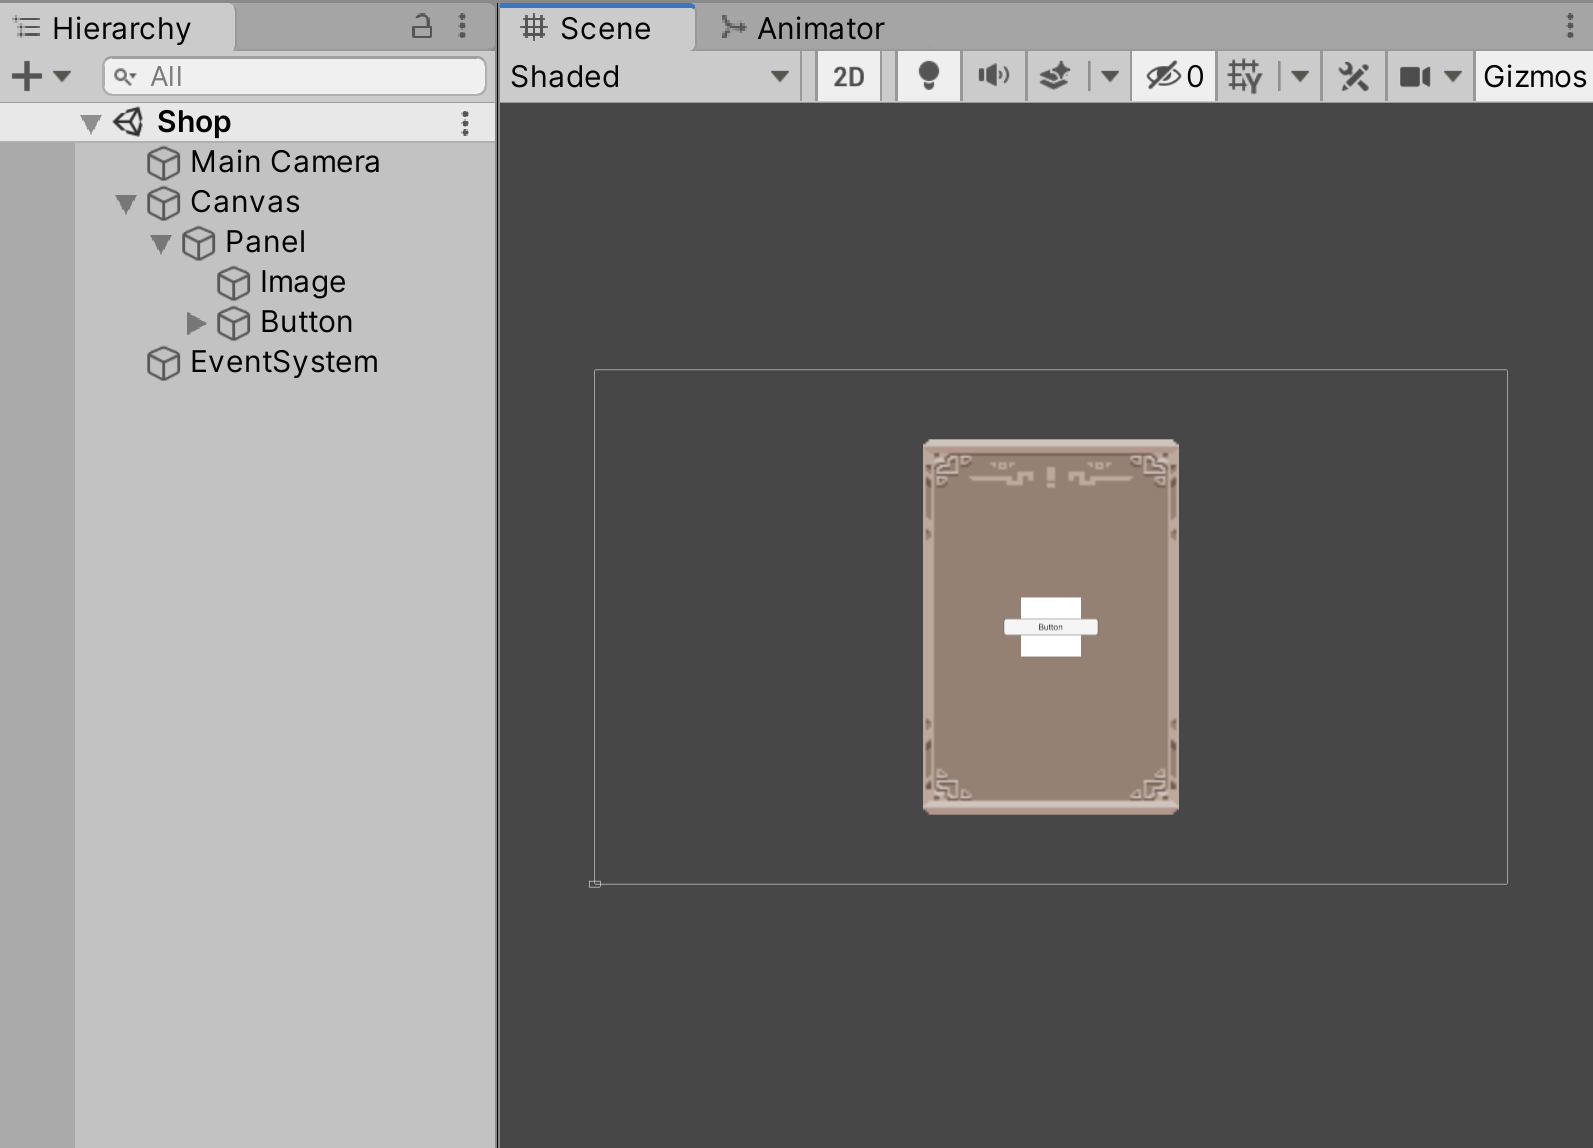 Hierarchy
All
Shop
Main Camera
Canvas
Panel
Image
Button
EventSystem
Scene
Animator
Shaded
2D
0
Gizmos
Button